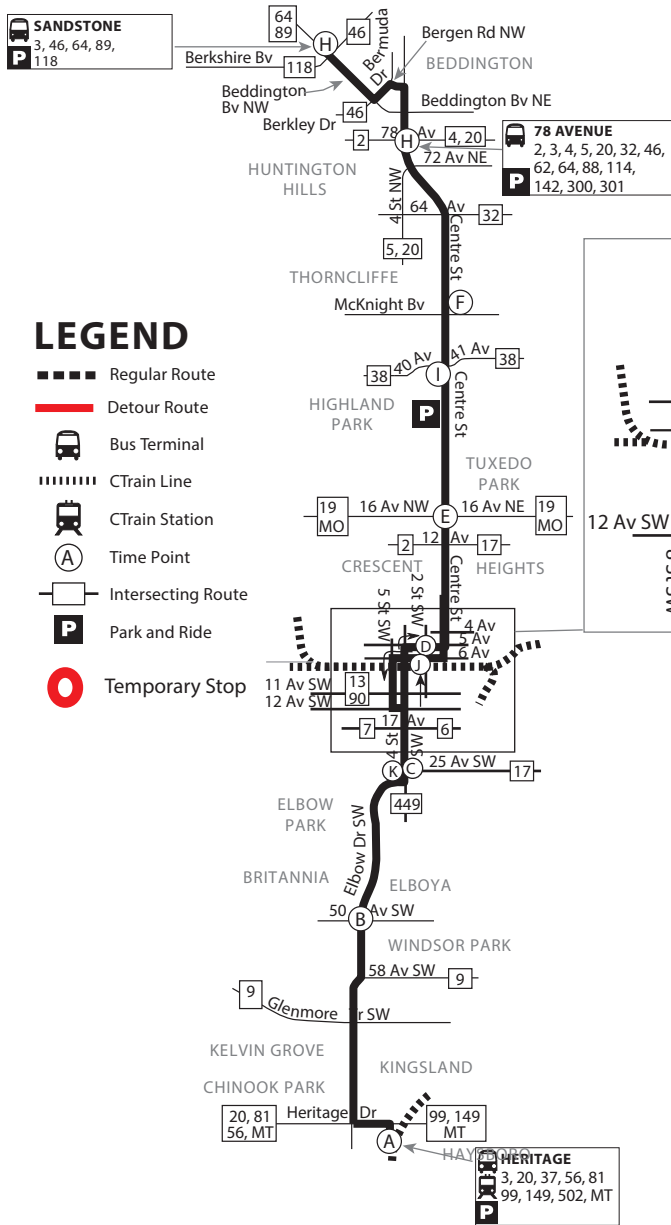 SANDSTONE
3, 46, 64, 89,
118
P
64
89
H
46
Berkshire Bv
118
Bermuda
Dr
Bergen Rd NW
BEDDINGTON
Beddington
Bv NW
46
Beddington Bv NE
Berkley Dr
2
78 Av
H
4, 20
78 AVENUE
2, 3, 4, 5, 20, 32, 46,
62, 64, 88, 114,
142, 300, 301
P
72 Av NE
HUNTINGTON
HILLS
4 St NW
64 Av
32
Centre St
5, 20
THORNCLIFFE
McKnight Bv
F
LEGEND
Regular Route
Detour Route
Bus Terminal
CTrain Line
CTrain Station
A
Time Point
Intersecting Route
P
Park and Ride
Temporary Stop
38
40 Av
I
41 Av
38
HIGHLAND
PARK
P
Centre St
TUXEDO
PARK
19
MO
16 Av NW
E
16 Av NE
19
MO
12 Av SW
2
12 Av
17
CRESCENT
HEIGHTS
Centre St
2 St SW
5 St SW
4 Av
D
5 Av
6 Av
J
11 Av SW
13
90
12 Av SW
7
17 Av
6
4 St SW
K
C
25 Av SW
17
449
ELBOW
PARK
Elbow Dr SW
BRITANNIA
ELBOYA
50 Av SW
B
WINDSOR PARK
58 Av SW
9
9
Glenmore Tr SW
KELVIN GROVE
KINGSLAND
CHINOOK PARK
20, 81
56, MT
Heritage Dr
99, 149
MT
A
HAYSBORO
HERITAGE
3, 20, 37, 56, 81
99, 149, 502, MT
P